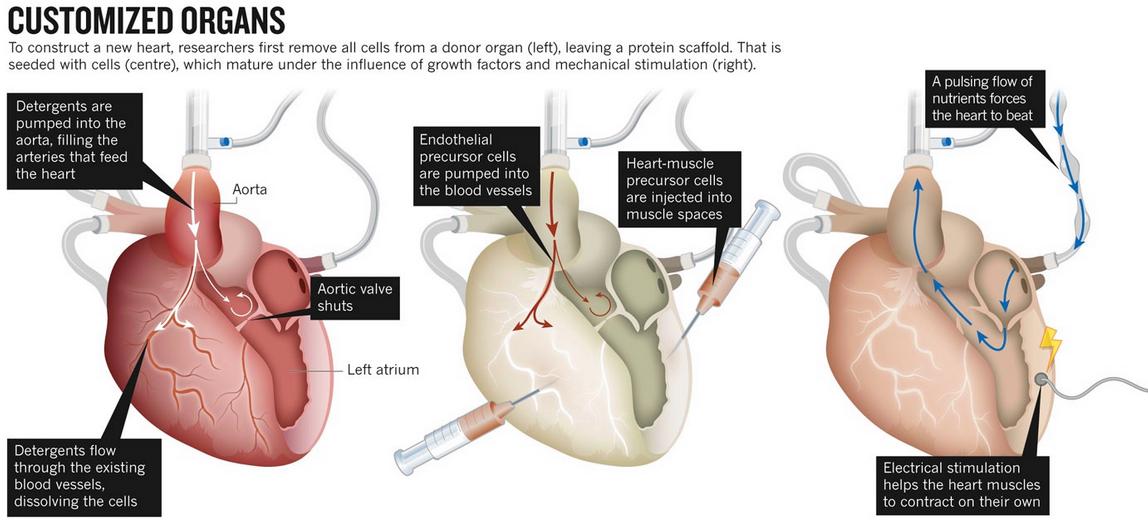 CUSTOMIZED ORGANS
To construct a new heart, researchers first remove all cells from a donor organ (left), leaving a protein scaffold. That is
seeded with cells (centre), which mature under the influence of growth factors and mechanical stimulation (right).
Detergents are
pumped into the
aorta, filling the
arteries that feed
the heart
Aorta
Aortic valve
shuts
Left atrium
Detergents flow
through the existing
blood vessels,
dissolving the cells
Endothelial
precursor cells
are pumped into
the blood vessels
Heart-muscle
precursor cells
are injected into
muscle spaces
A pulsing flow of
nutrients forces
the heart to beat
Electrical stimulation
helps the heart muscles
to contract on their own